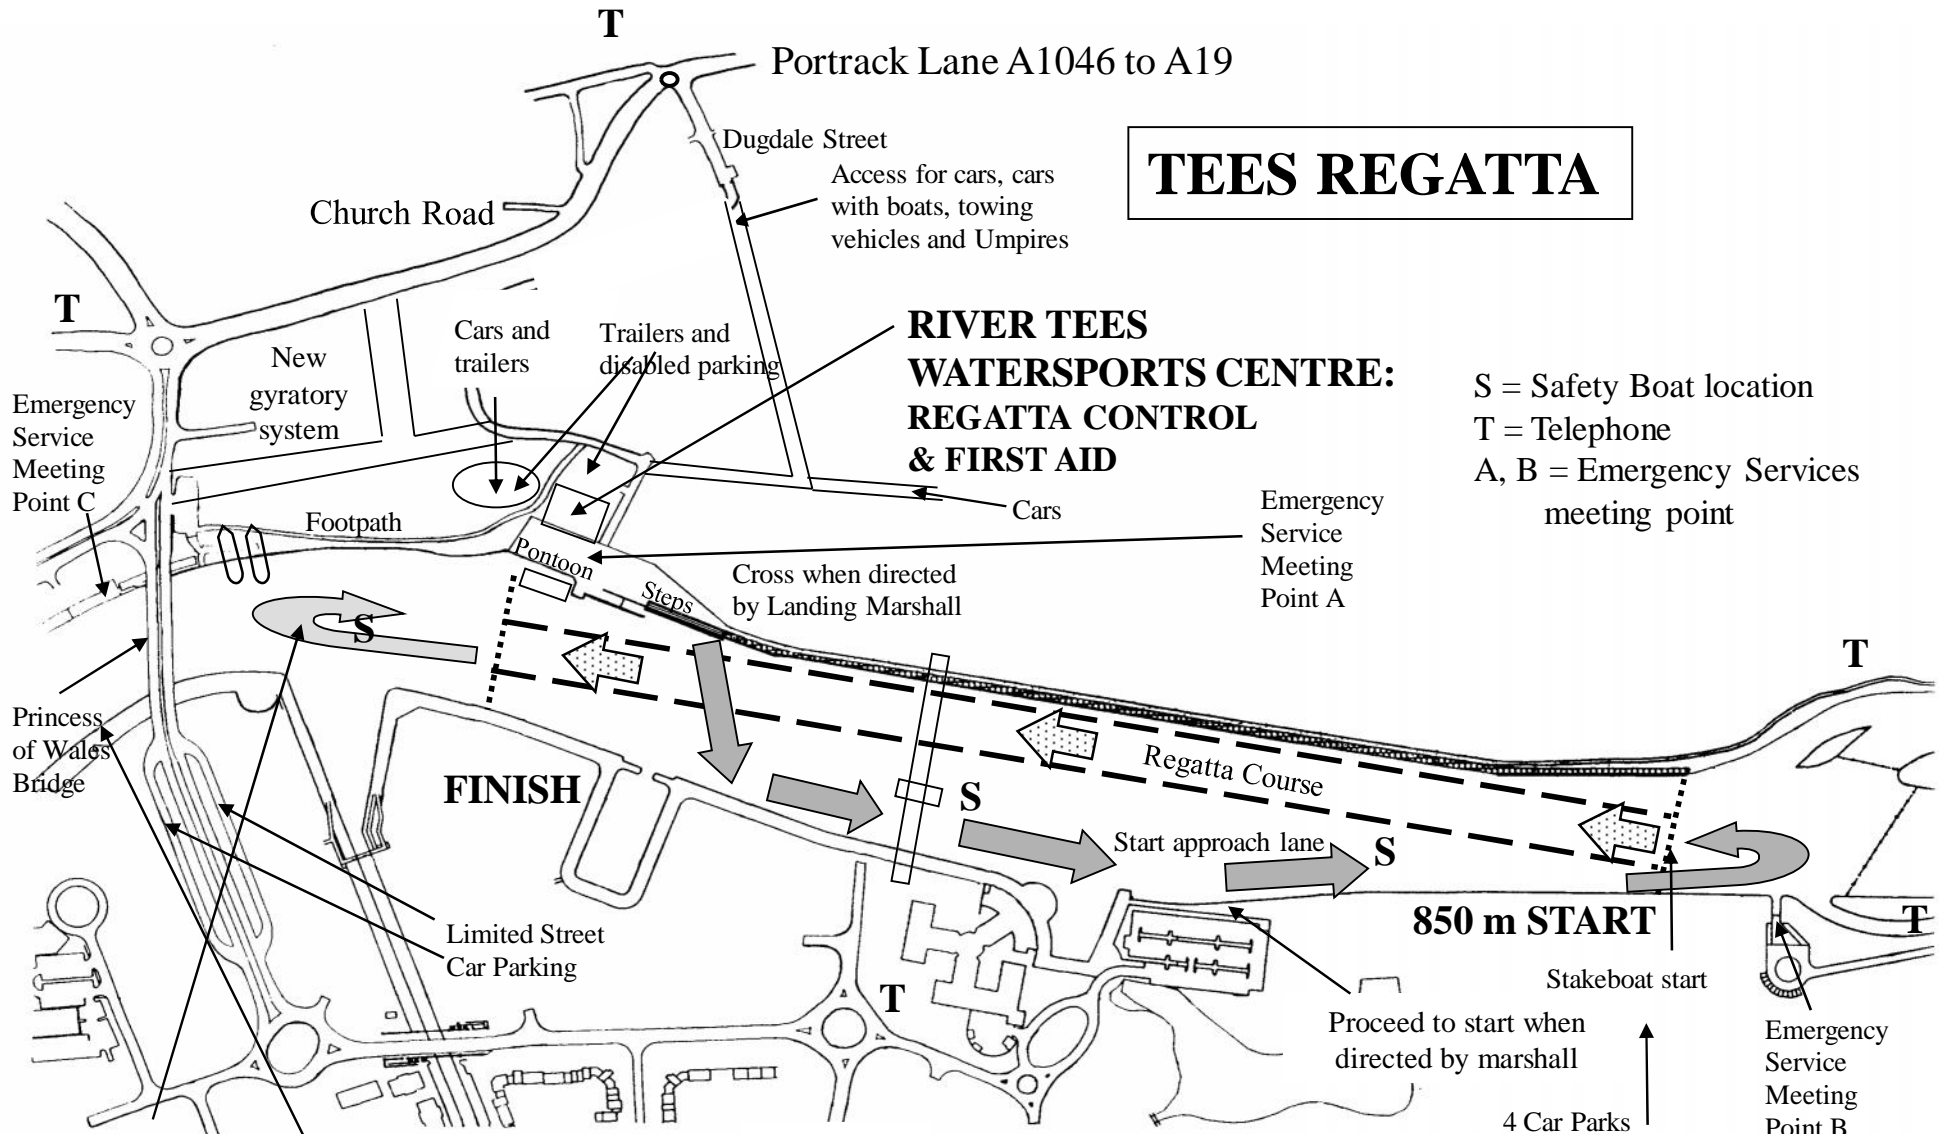 T
Portrack Lane A1046 to A19
Dugdale Street
Access for cars, cars
with boats, towing
vehicles and Umpires
TEES REGATTA
Church Road
T
Cars and
trailers
Trailers and
disabled parking
RIVER TEES
WATERSPORTS CENTRE:
REGATTA CONTROL
& FIRST AID
S = Safety Boat location
T = Telephone
A, B = Emergency Services
meeting point
New
gyratory
system
Emergency
Service
Meeting
Point C
Footpath
Cars
Emergency
Service
Meeting
Point A
Pontoon
Steps
Cross when directed
by Landing Marshall
S
T
Princess
of Wales
Bridge
FINISH
Regatta Course
S
Start approach lane
S
Limited Street
Car Parking
850 m START
T
Stakeboat start
T
Proceed to start when
directed by marshall
Emergency
Service
Meeting
Point B
4 Car Parks